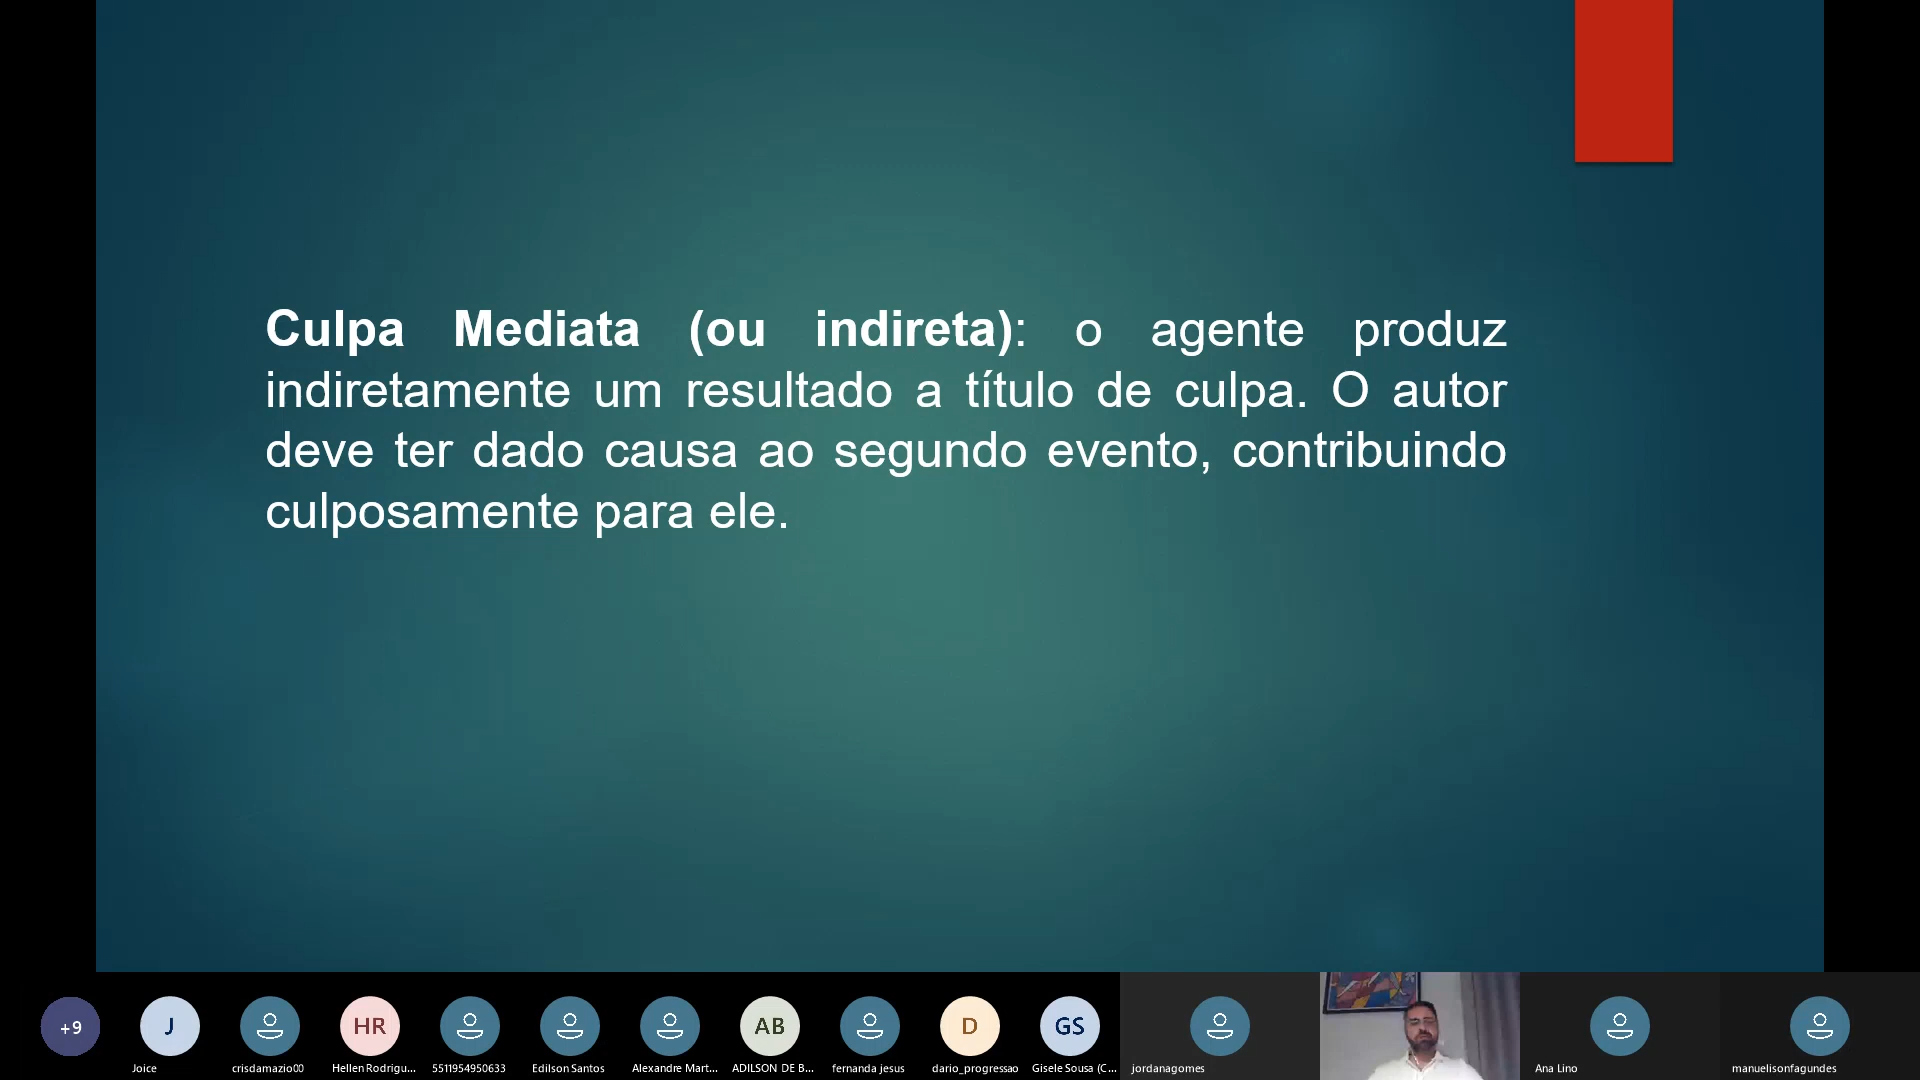 Culpa Mediata (ou indireta): o agente produz
indiretamente um resultado a título de culpa. O autor
deve ter dado causa ao segundo evento, contribuindo
culposamente para ele.
+9
J
HR
AB
D
GS
Joice
crisdamazio00
Hellen Rodrigu...
5511954950633
Edilson Santos
Alexandre Mart...
ADILSON DE B...
fernanda jesus
dario_progressao
Gisele Sousa (C...
jordanagomes
Ana Lino
manuelisonfagundes